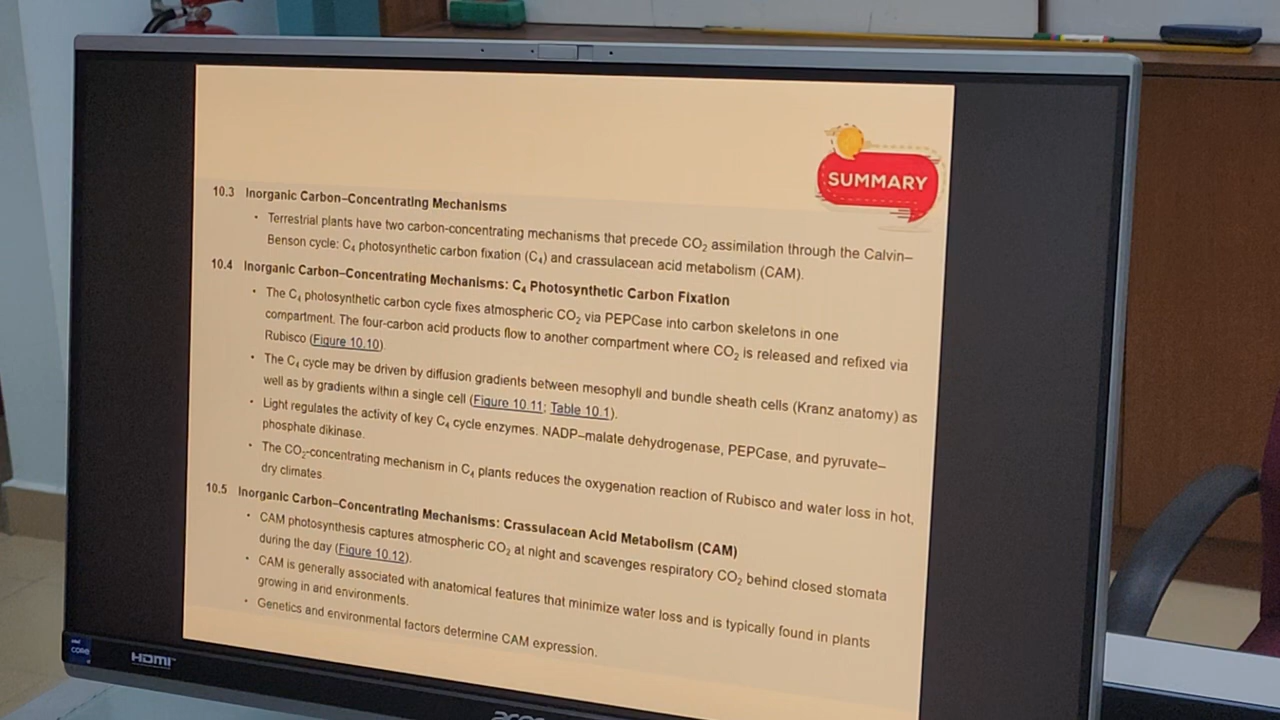 SUMMARY
10.3 Inorganic Carbon–Concentrating Mechanisms
• Terrestrial plants have two carbon-concentrating mechanisms that precede CO₂ assimilation through the Calvin–
Benson cycle: C₄ photosynthetic carbon fixation (C₄) and crassulacean acid metabolism (CAM).
10.4 Inorganic Carbon–Concentrating Mechanisms: C₄ Photosynthetic Carbon Fixation
• The C₄ photosynthetic carbon cycle fixes atmospheric CO₂ via PEPCase into carbon skeletons in one
compartment. The four-carbon acid products flow to another compartment where CO₂ is released and refixed via
Rubisco (Figure 10.10).
• The C₄ cycle may be driven by diffusion gradients between mesophyll and bundle sheath cells (Kranz anatomy) as
well as by gradients within a single cell (Figure 10.11; Table 10.1).
• Light regulates the activity of key C₄ cycle enzymes: NADP–malate dehydrogenase, PEPCase, and pyruvate–
phosphate dikinase.
• The CO₂-concentrating mechanism in C₄ plants reduces the oxygenation reaction of Rubisco and water loss in hot,
dry climates.
10.5 Inorganic Carbon–Concentrating Mechanisms: Crassulacean Acid Metabolism (CAM)
• CAM photosynthesis captures atmospheric CO₂ at night and scavenges respiratory CO₂ behind closed stomata
during the day (Figure 10.12).
• CAM is generally associated with anatomical features that minimize water loss and is typically found in plants
growing in arid environments.
• Genetics and environmental factors determine CAM expression.
intel
CORE
HDMI
acer